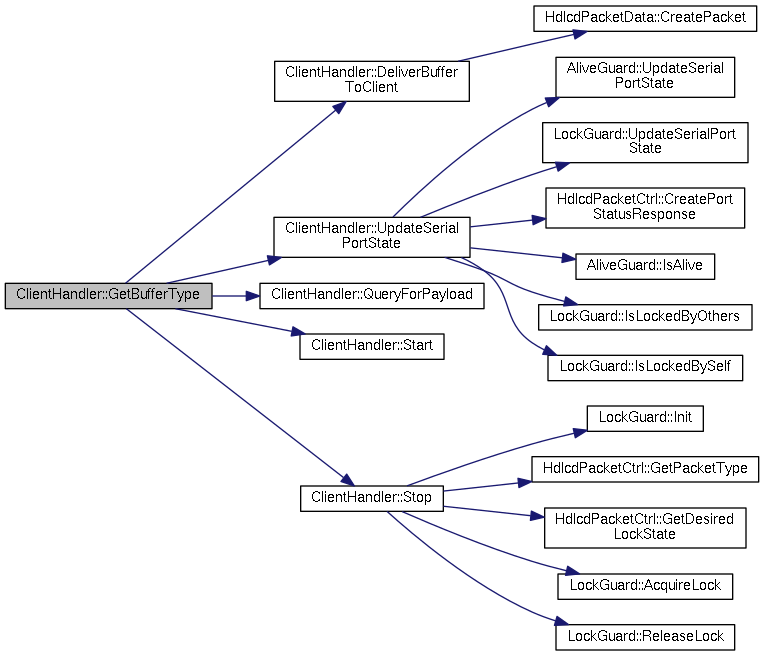 HdlcdPacketData::CreatePacket
ClientHandler::DeliverBuffer
ToClient
AliveGuard::UpdateSerial
PortState
LockGuard::UpdateSerialPort
State
HdlcdPacketCtrl::CreatePort
StatusResponse
ClientHandler::UpdateSerial
PortState
AliveGuard::IsAlive
ClientHandler::GetBufferType
ClientHandler::QueryForPayload
LockGuard::IsLockedByOthers
ClientHandler::Start
LockGuard::IsLockedBySelf
LockGuard::Init
HdlcdPacketCtrl::GetPacketType
ClientHandler::Stop
HdlcdPacketCtrl::GetDesired
LockState
LockGuard::AcquireLock
LockGuard::ReleaseLock